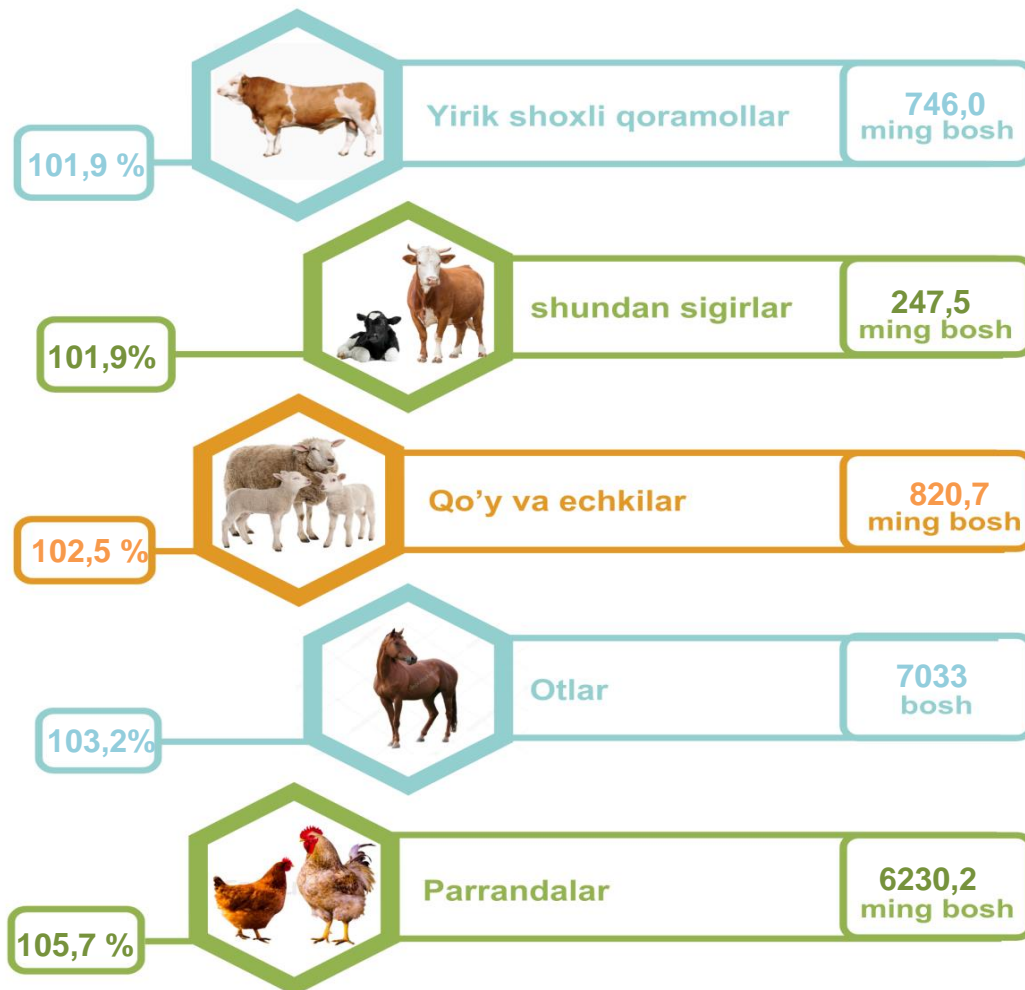 Yirik shoxli qoramollar
746,0
ming bosh
101,9 %
shundan sigirlar
247,5
ming bosh
101,9%
Qo'y va echkilar
820,7
ming bosh
102,5 %
Otlar
7033
bosh
103,2%
Parrandalar
6230,2
ming bosh
105,7 %